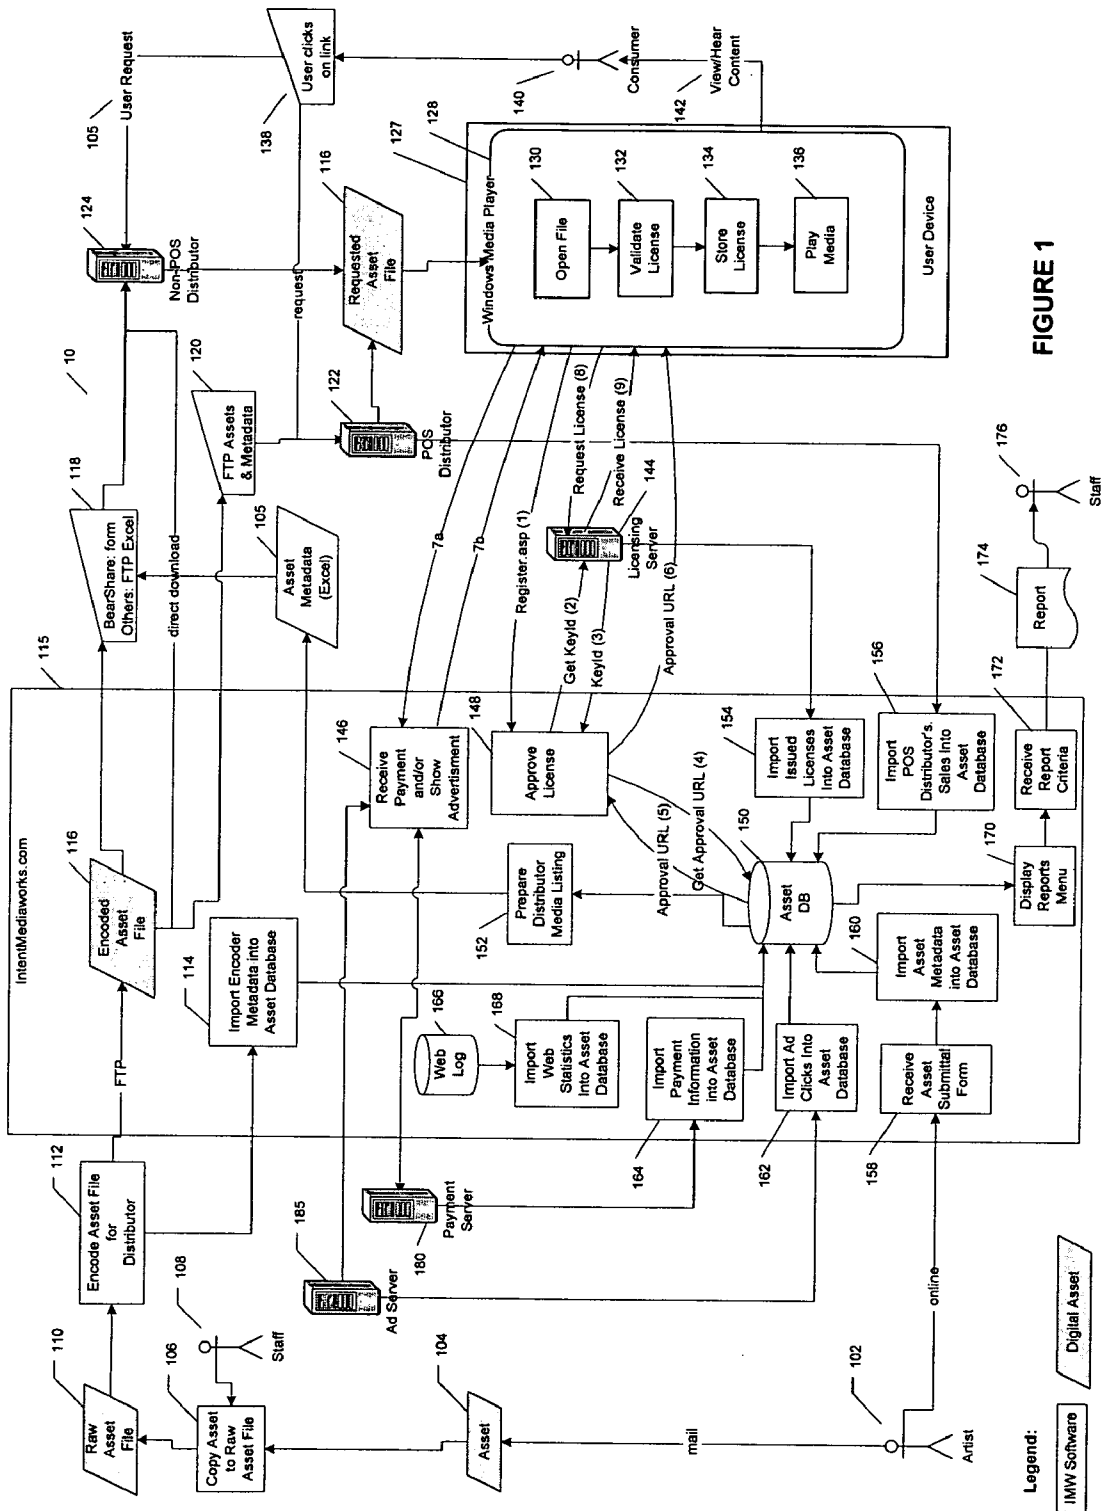 FIGURE 1
10
105
User Request
124
Non-POS
Distributor
138
User clicks
on link
request
140
Consumer
142
View/Hear
Content
116
Requested
Asset
File
127
128
Windows Media Player
130
Open File
132
Validate
License
134
Store
License
136
Play
Media
User Device
118
BearShare: form
Others: FTP Excel
direct download
120
FTP Assets
& Metadata
122
POS
Distributor
105
Asset
Metadata
(Excel)
7a
7b
Register.asp (1)
Get KeyId (2)
KeyId (3)
Request License (8)
Receive License (9)
144
Licensing
Server
Approval URL (6)
176
Staff
174
Report
115
IntentMediaworks.com
116
Encoded
Asset
File
FTP
114
Import Encoder
Metadata into
Asset Database
146
Receive
Payment
and/or
Show
Advertisment
148
Approve
License
Get Approval URL (4)
Approval URL (5)
150
Asset
DB
152
Prepare
Distributor
Media Listing
154
Import
Issued
Licenses
Into Asset
Database
156
Import
POS
Distributor's.
Sales Into
Asset
Database
172
Receive
Report
Criteria
170
Display
Reports
Menu
160
Import
Asset
Metadata
into Asset
Database
166
Web
Log
168
Import
Web
Statistics
Into Asset
Database
164
Import
Payment
Information
into Asset
Database
162
Import Ad
Clicks Into
Asset
Database
158
Receive
Asset
Submittal
Form
112
Encode Asset File
for
Distributor
185
Ad Server
180
Payment
Server
110
Raw
Asset
File
108
Staff
106
Copy Asset
to Raw
Asset File
104
Asset
mail
102
Artist
online
Legend:
IMW Software
Digital Asset